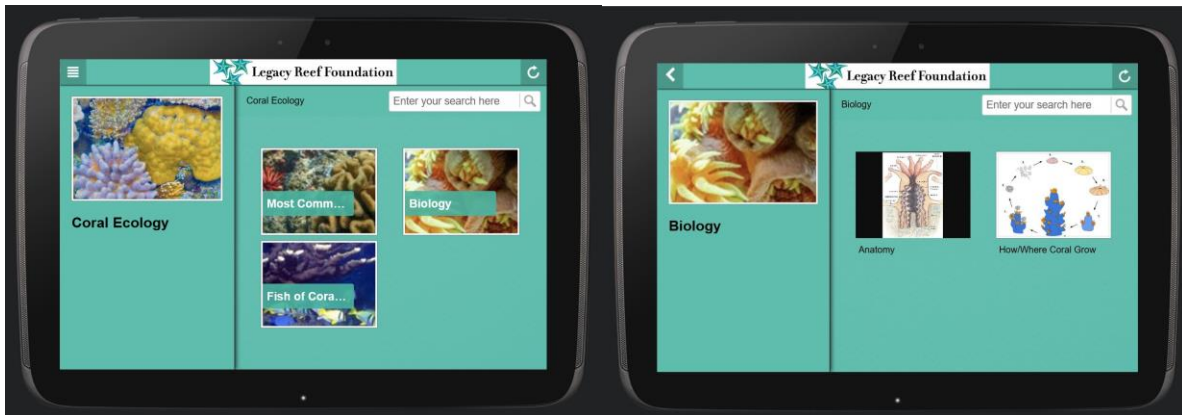 Legacy Reef Foundation
Coral Ecology
Enter your search here
Most Comm...
Biology
Coral Ecology
Fish of Cora...
Legacy Reef Foundation
Biology
Enter your search here
Biology
Anatomy
How/Where Coral Grow